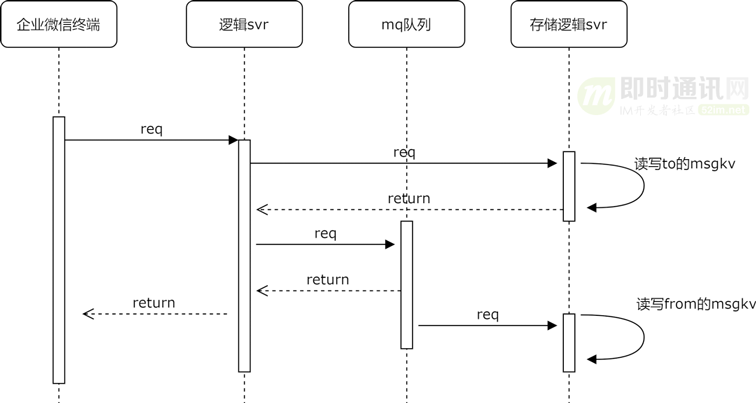 企业微信终端
逻辑svr
mq队列
存储逻辑svr
即时通讯网
IM开发者社区 52im.net
req
req
读写to的msgkv
return
req
return
return
req
读写from的msgkv